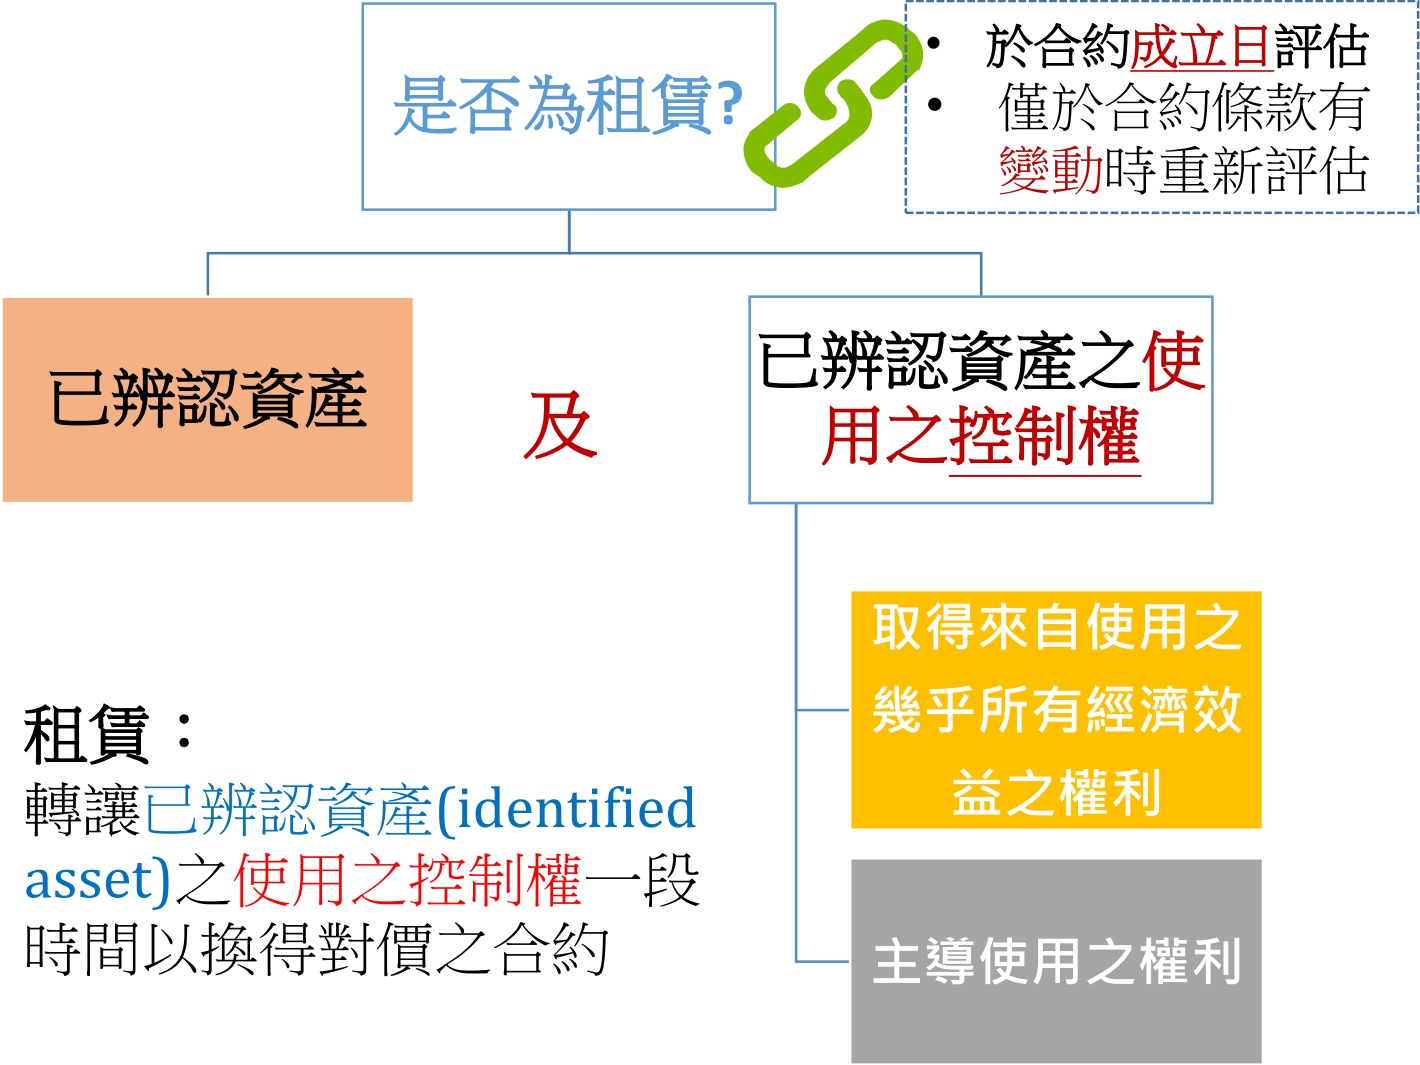 是否為租賃?
• 於合約成立日評估
• 僅於合約條款有
變動時重新評估
已辨認資產
及
已辨認資產之使
用之控制權
取得來自使用之
幾乎所有經濟效
益之權利
租賃：
轉讓已辨認資產(identified
asset)之使用之控制權一段
時間以換得對價之合約
主導使用之權利